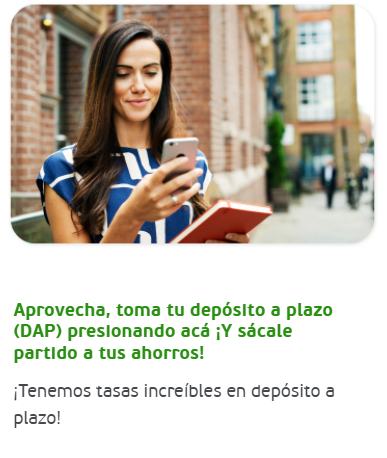 Aprovecha, toma tu depósito a plazo
(DAP) presionando acá ¡Y sácale
partido a tus ahorros!
¡Tenemos tasas increíbles en depósito a
plazo!